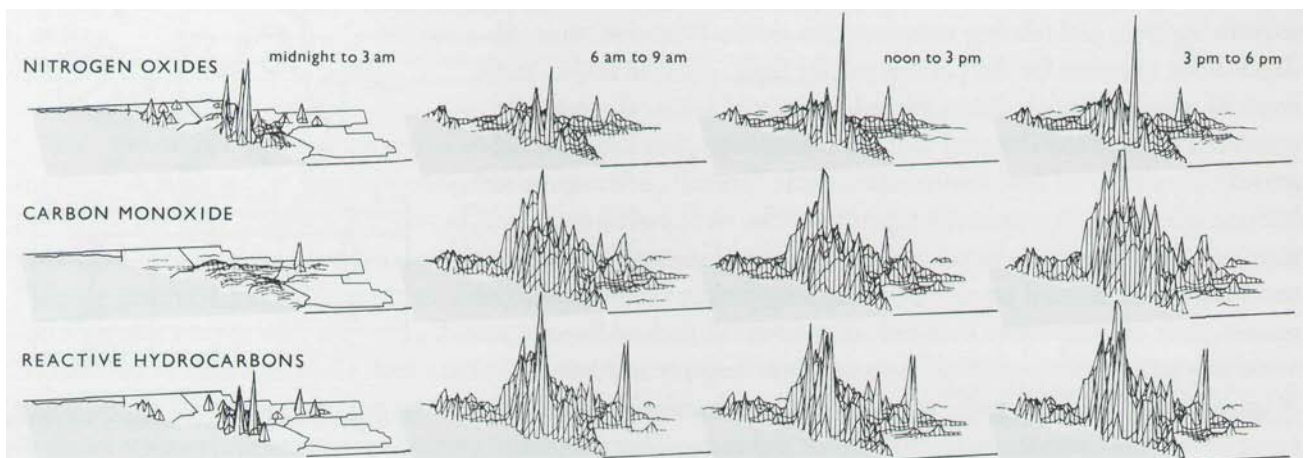 NITROGEN OXIDES
midnight to 3 am
6 am to 9 am
noon to 3 pm
3 pm to 6 pm
CARBON MONOXIDE
REACTIVE HYDROCARBONS